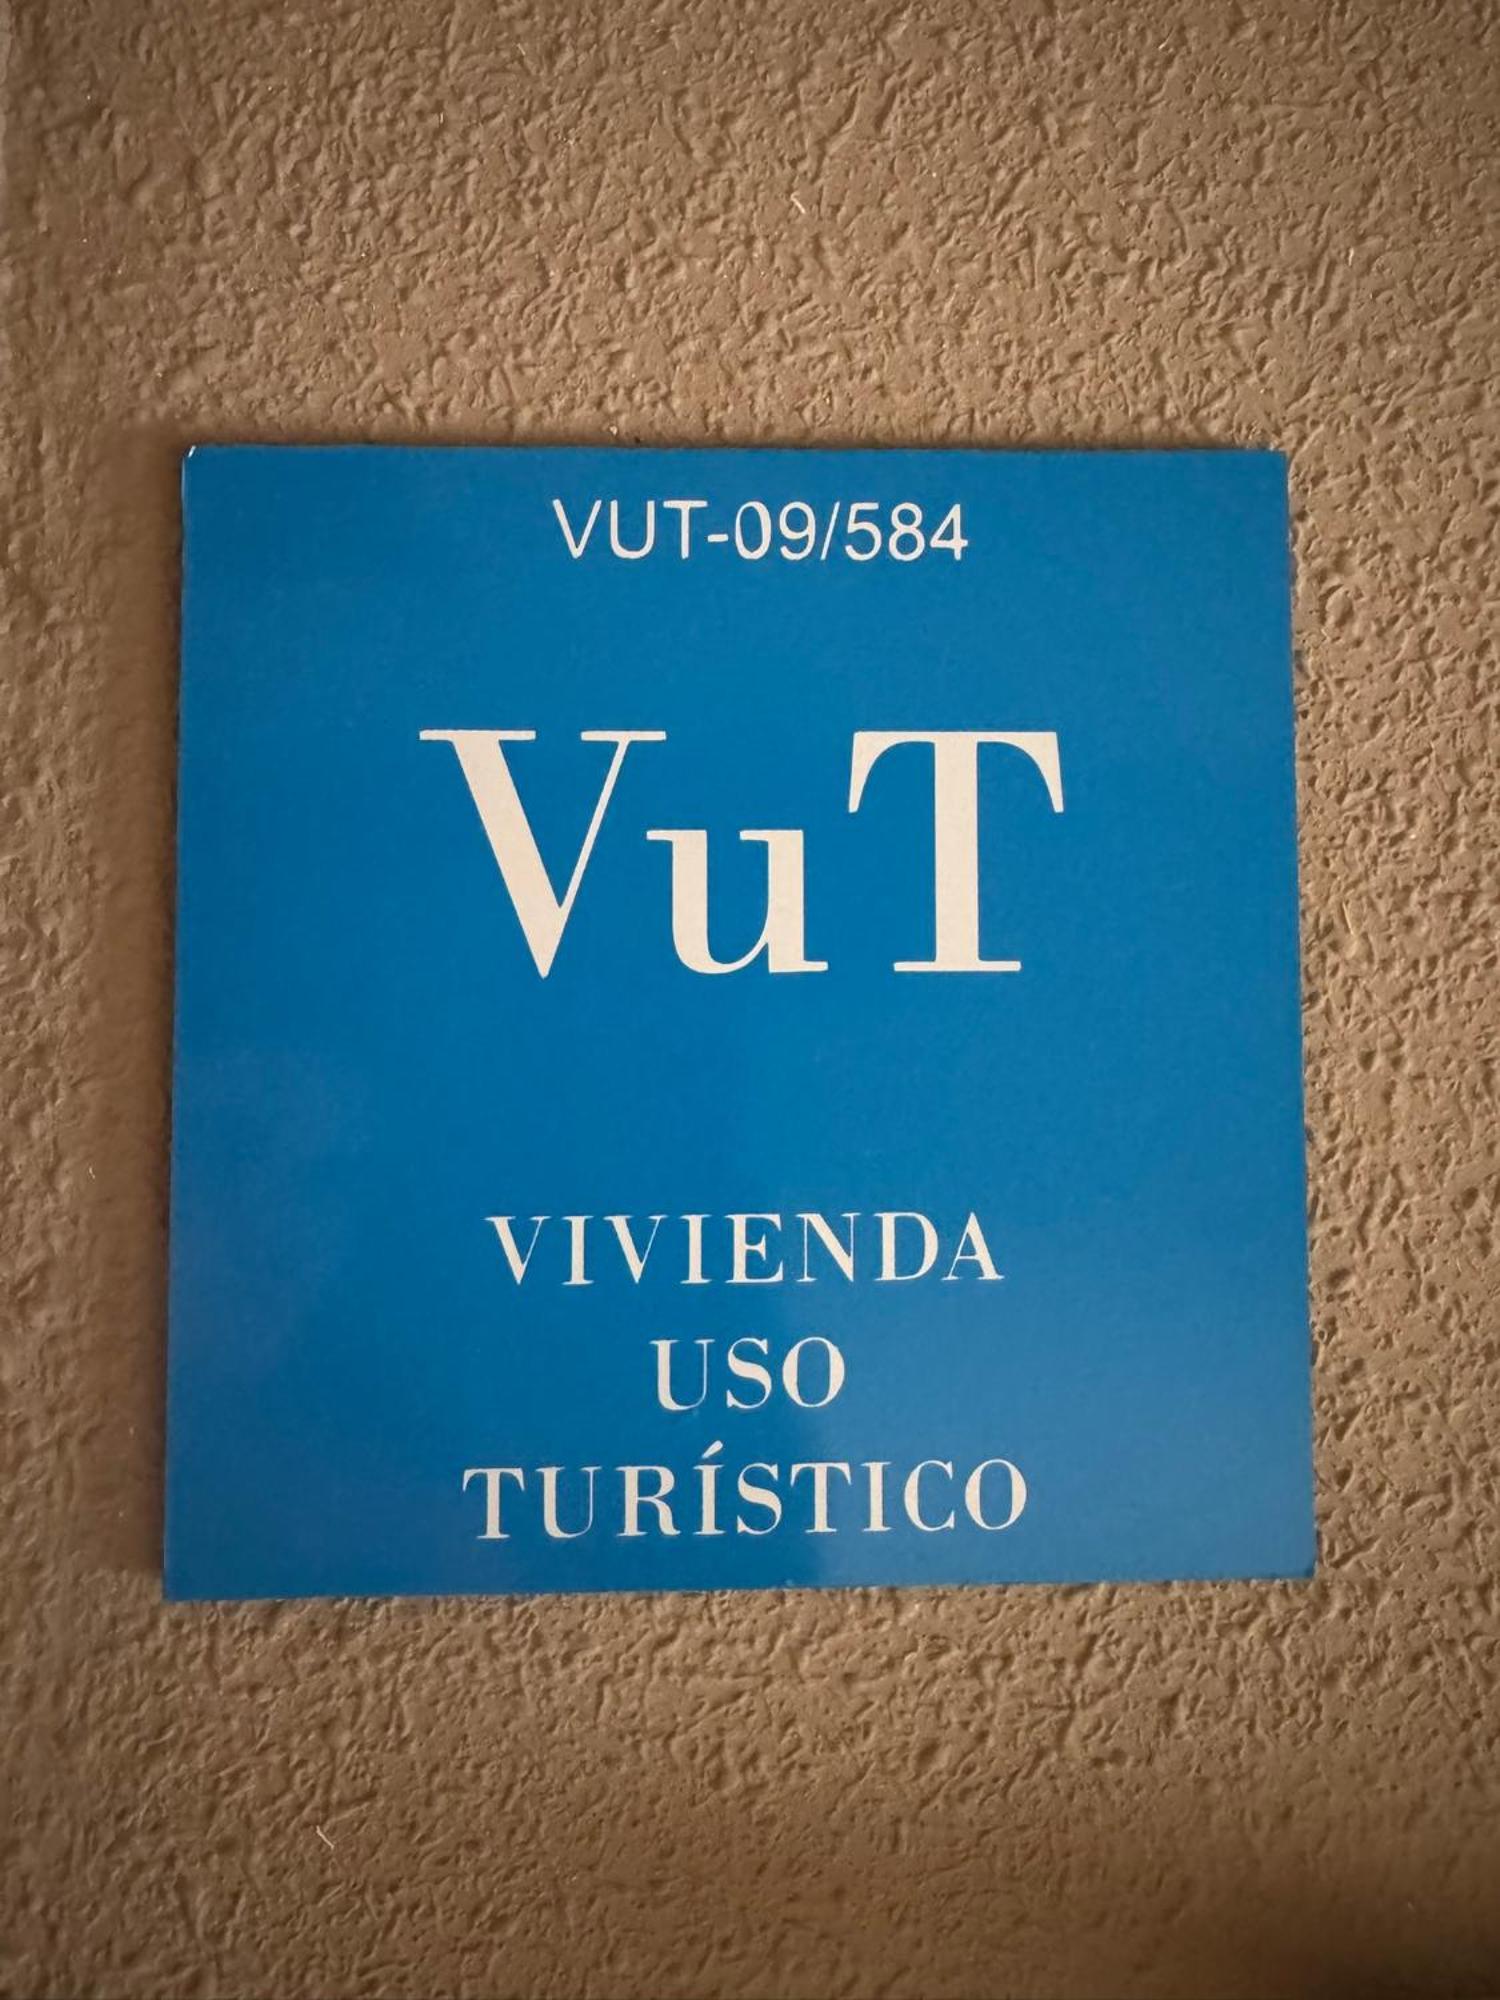 VUT-09/584
VuT
VIVIENDA
USO
TURÍSTICO